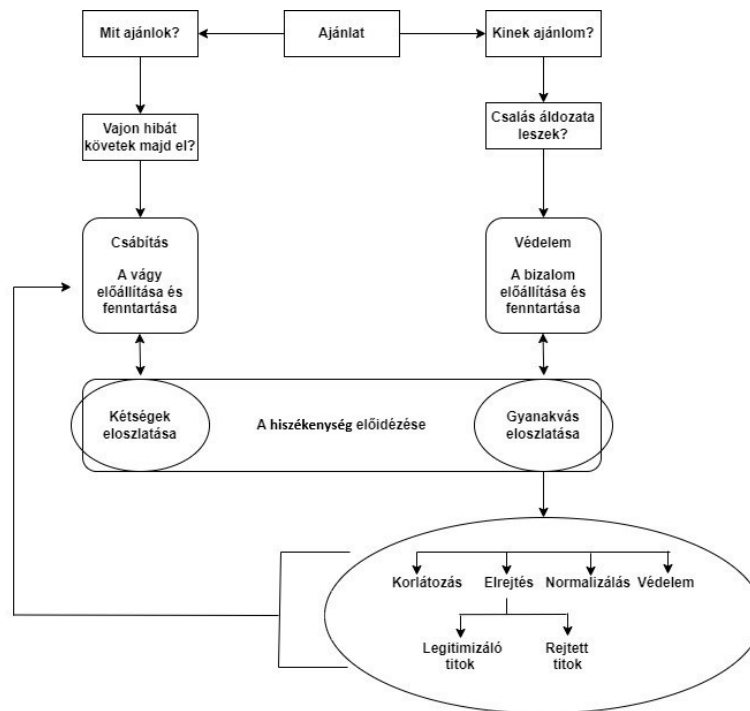 Mit ajánlok?
Ajánlat
Kinek ajánlom?
Vajon hibát
követek majd el?
Csalás áldozata
leszek?
Csábítás
A vágy
előállítása és
fenntartása
Védelem
A bizalom
előállítása és
fenntartása
Kétségek
eloszlatása
A hiszékenység előidézése
Gyanakvás
eloszlatása
Korlátozás
Elrejtés
Normalizálás
Védelem
Legitimizáló
titok
Rejtett
titok